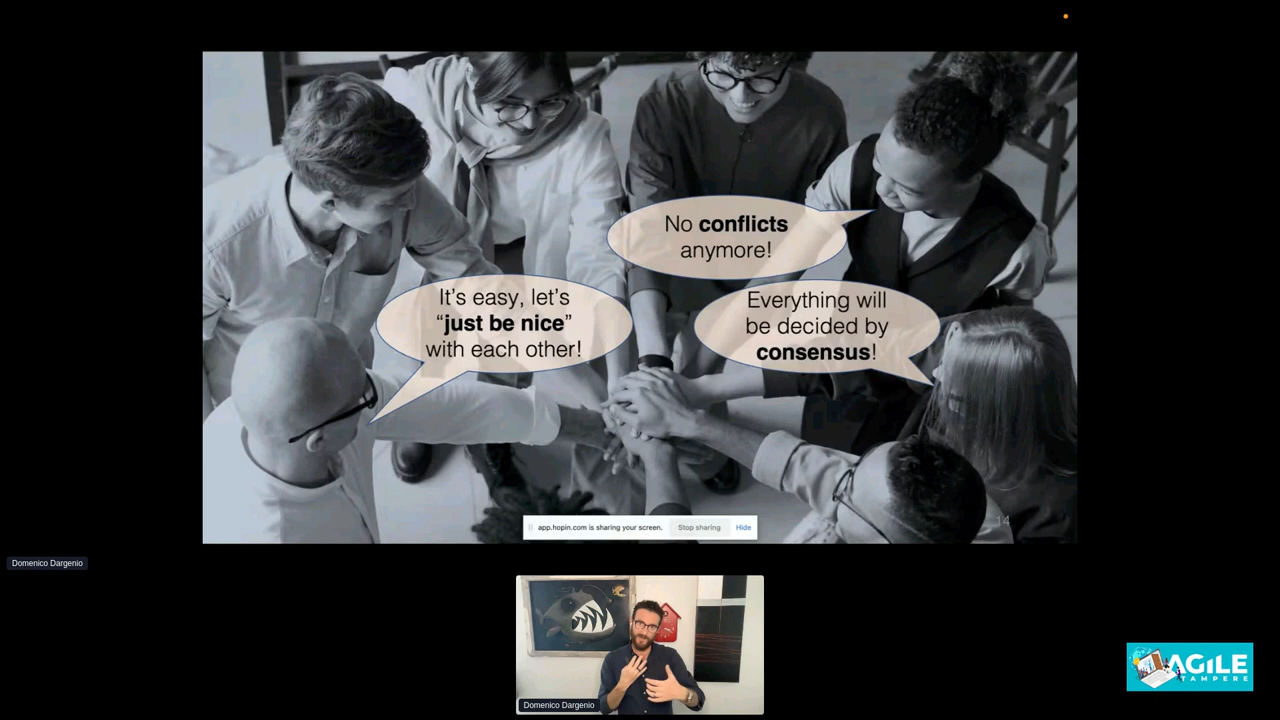 No conflicts
anymore!
It's easy, let's
“just be nice”
with each other!
Everything will
be decided by
consensus!
14
app.hopin.com is sharing your screen. Stop sharing Hide
Domenico Dargenio
Domenico Dargenio
AGILE
TAMPERE